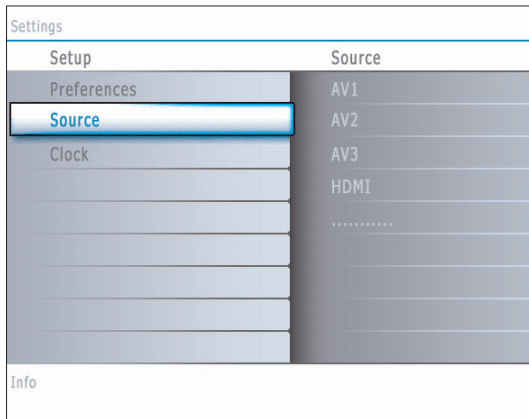 Settings
Setup
Source
Preferences
AV1
Source
AV2
Clock
AV3
HDMI
...........
Info